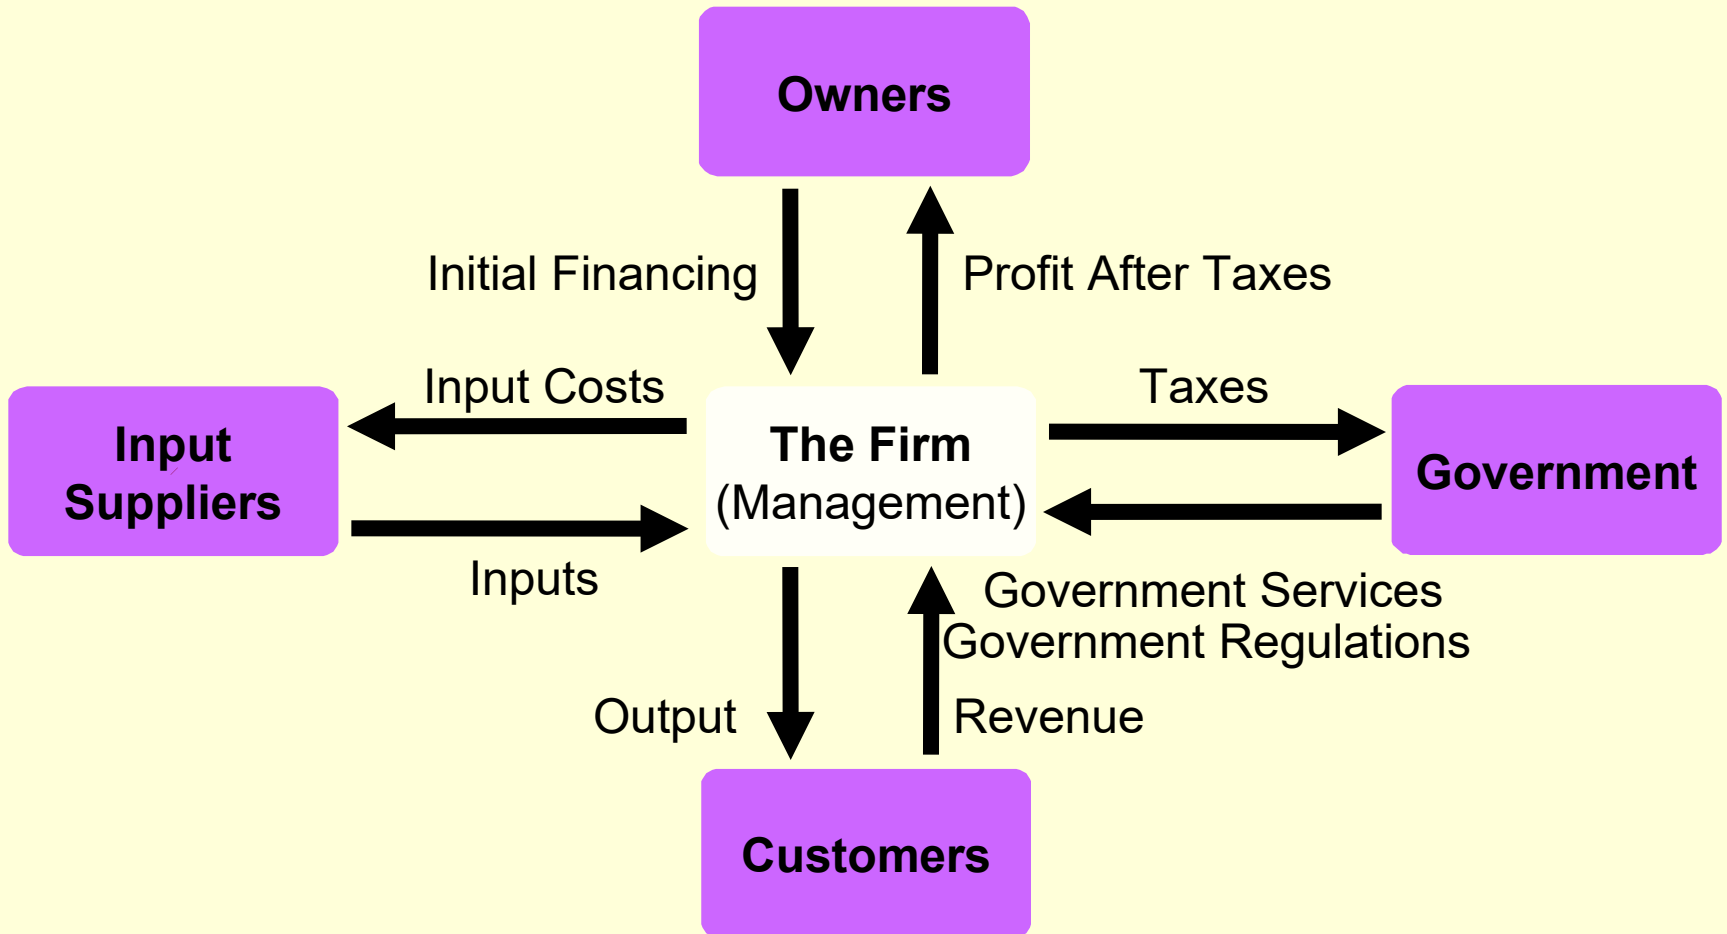 Owners
Initial Financing
Profit After Taxes
Input Costs
Taxes
Input
Suppliers
The Firm
(Management)
Government
Inputs
Government Services
Government Regulations
Output
Revenue
Customers